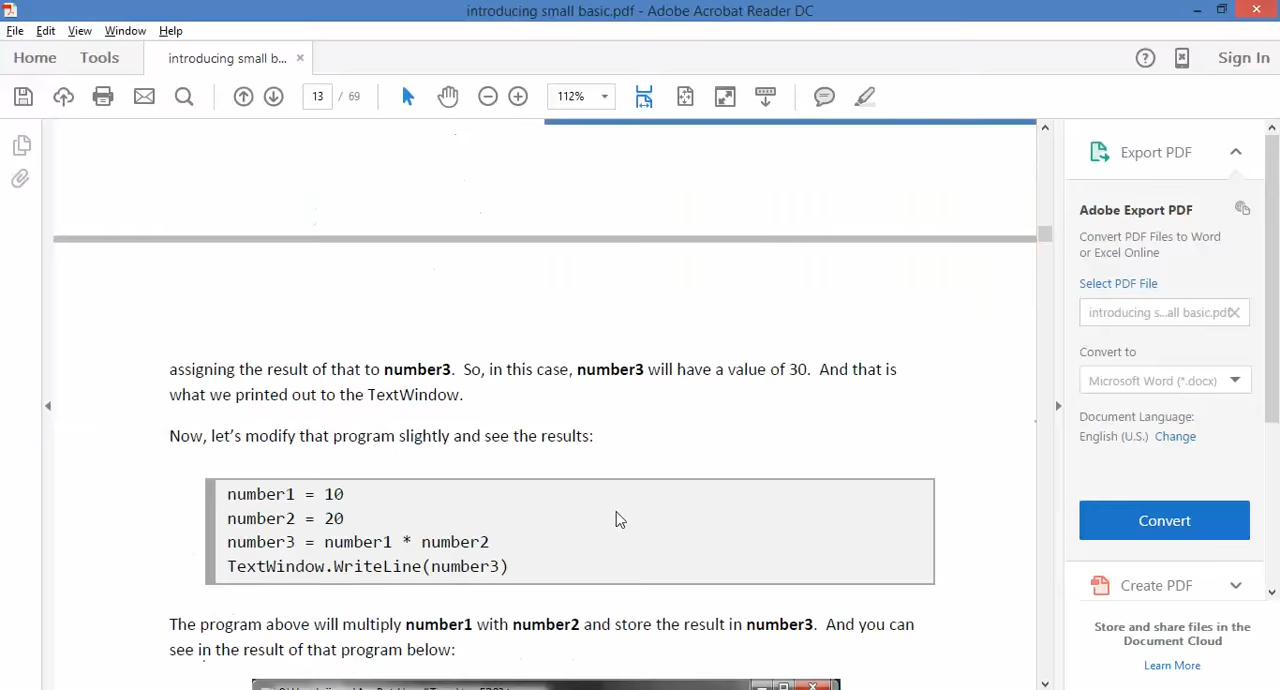 introducing small basic.pdf - Adobe Acrobat Reader DC
File Edit View Window Help
Home Tools introducing small b... × Sign In
13 / 69 112%
Export PDF
Adobe Export PDF
Convert PDF Files to Word
or Excel Online
Select PDF File
introducing s...all basic.pdf
Convert to
Microsoft Word (*.docx)
Document Language:
English (U.S.) Change
Convert
Create PDF
Store and share files in the
Document Cloud
Learn More
assigning the result of that to number3. So, in this case, number3 will have a value of 30. And that is
what we printed out to the TextWindow.
Now, let's modify that program slightly and see the results:
number1 = 10
number2 = 20
number3 = number1 * number2
TextWindow.WriteLine(number3)
The program above will multiply number1 with number2 and store the result in number3. And you can
see in the result of that program below: